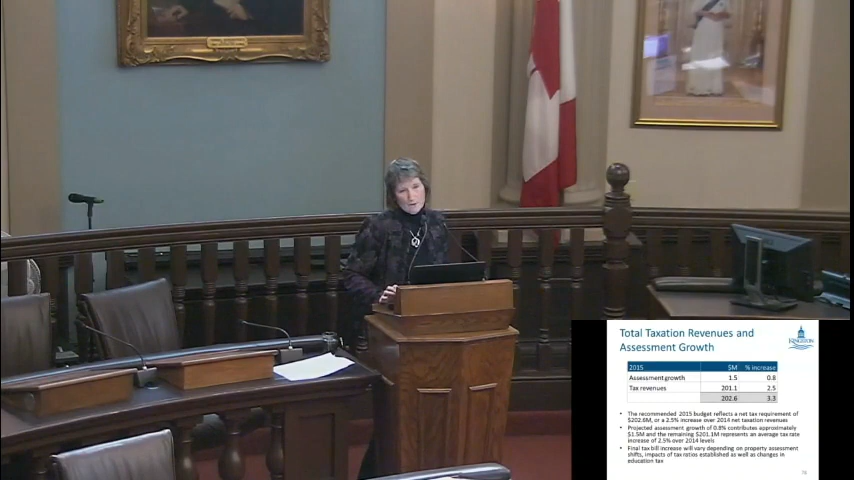 Total Taxation Revenues and
Assessment Growth
KINGSTON
2015 $M % increase
Assessment growth 1.5 0.8
Tax revenues 201.1 2.5
202.6 3.3
• The recommended 2015 budget reflects a net tax requirement of
$202.6M, or a 2.5% increase over 2014 net taxation revenues
• Projected assessment growth of 0.8% contributes approximately
$1.5M and the remaining $201.1M represents an average tax rate
increase of 2.5% over 2014 levels
• Final tax bill increase will vary depending on property assessment
shifts, impacts of tax ratios established as well as changes in
education tax
78